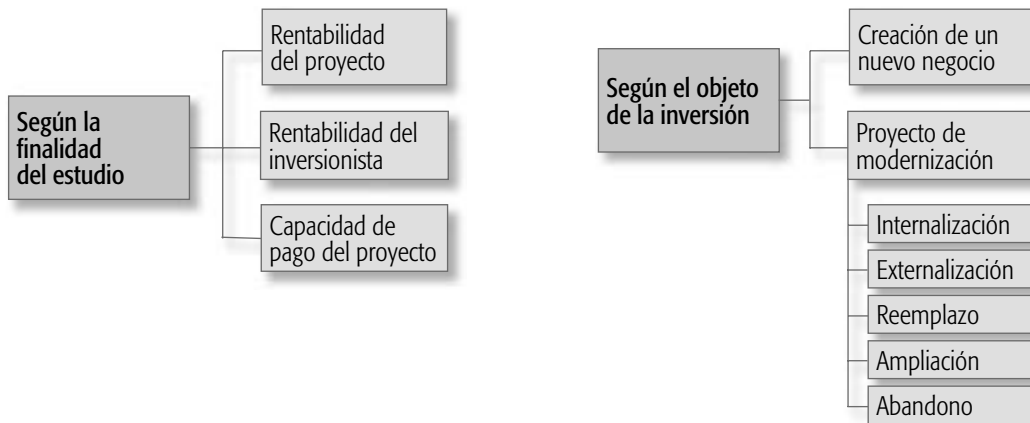 Según la
finalidad
del estudio
Rentabilidad
del proyecto
Rentabilidad del
inversionista
Capacidad de
pago del proyecto
Según el objeto
de la inversión
Creación de un
nuevo negocio
Proyecto de
modernización
Internalización
Externalización
Reemplazo
Ampliación
Abandono